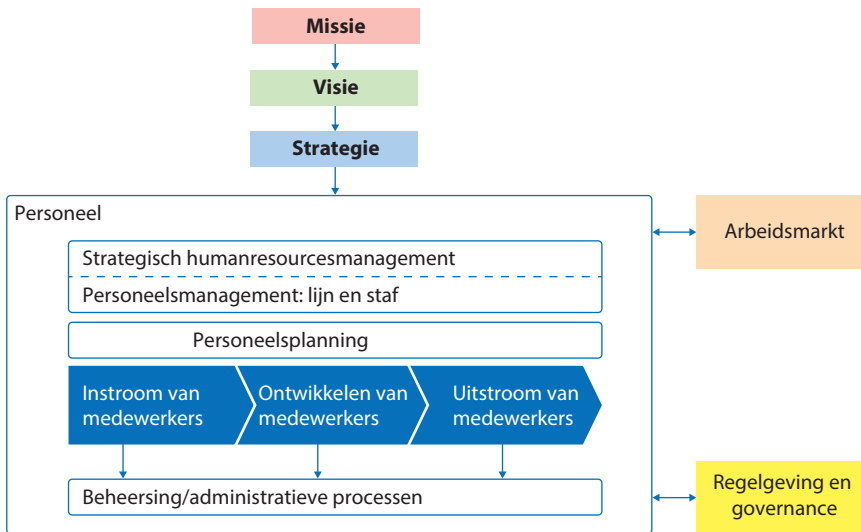 Missie
Visie
Strategie
Personeel
Strategisch humanresourcesmanagement
Personeelsmanagement: lijn en staf
Personeelsplanning
Instroom van
medewerkers
Ontwikkelen van
medewerkers
Uitstroom van
medewerkers
Beheersing/administratieve processen
Arbeidsmarkt
Regelgeving en
governance